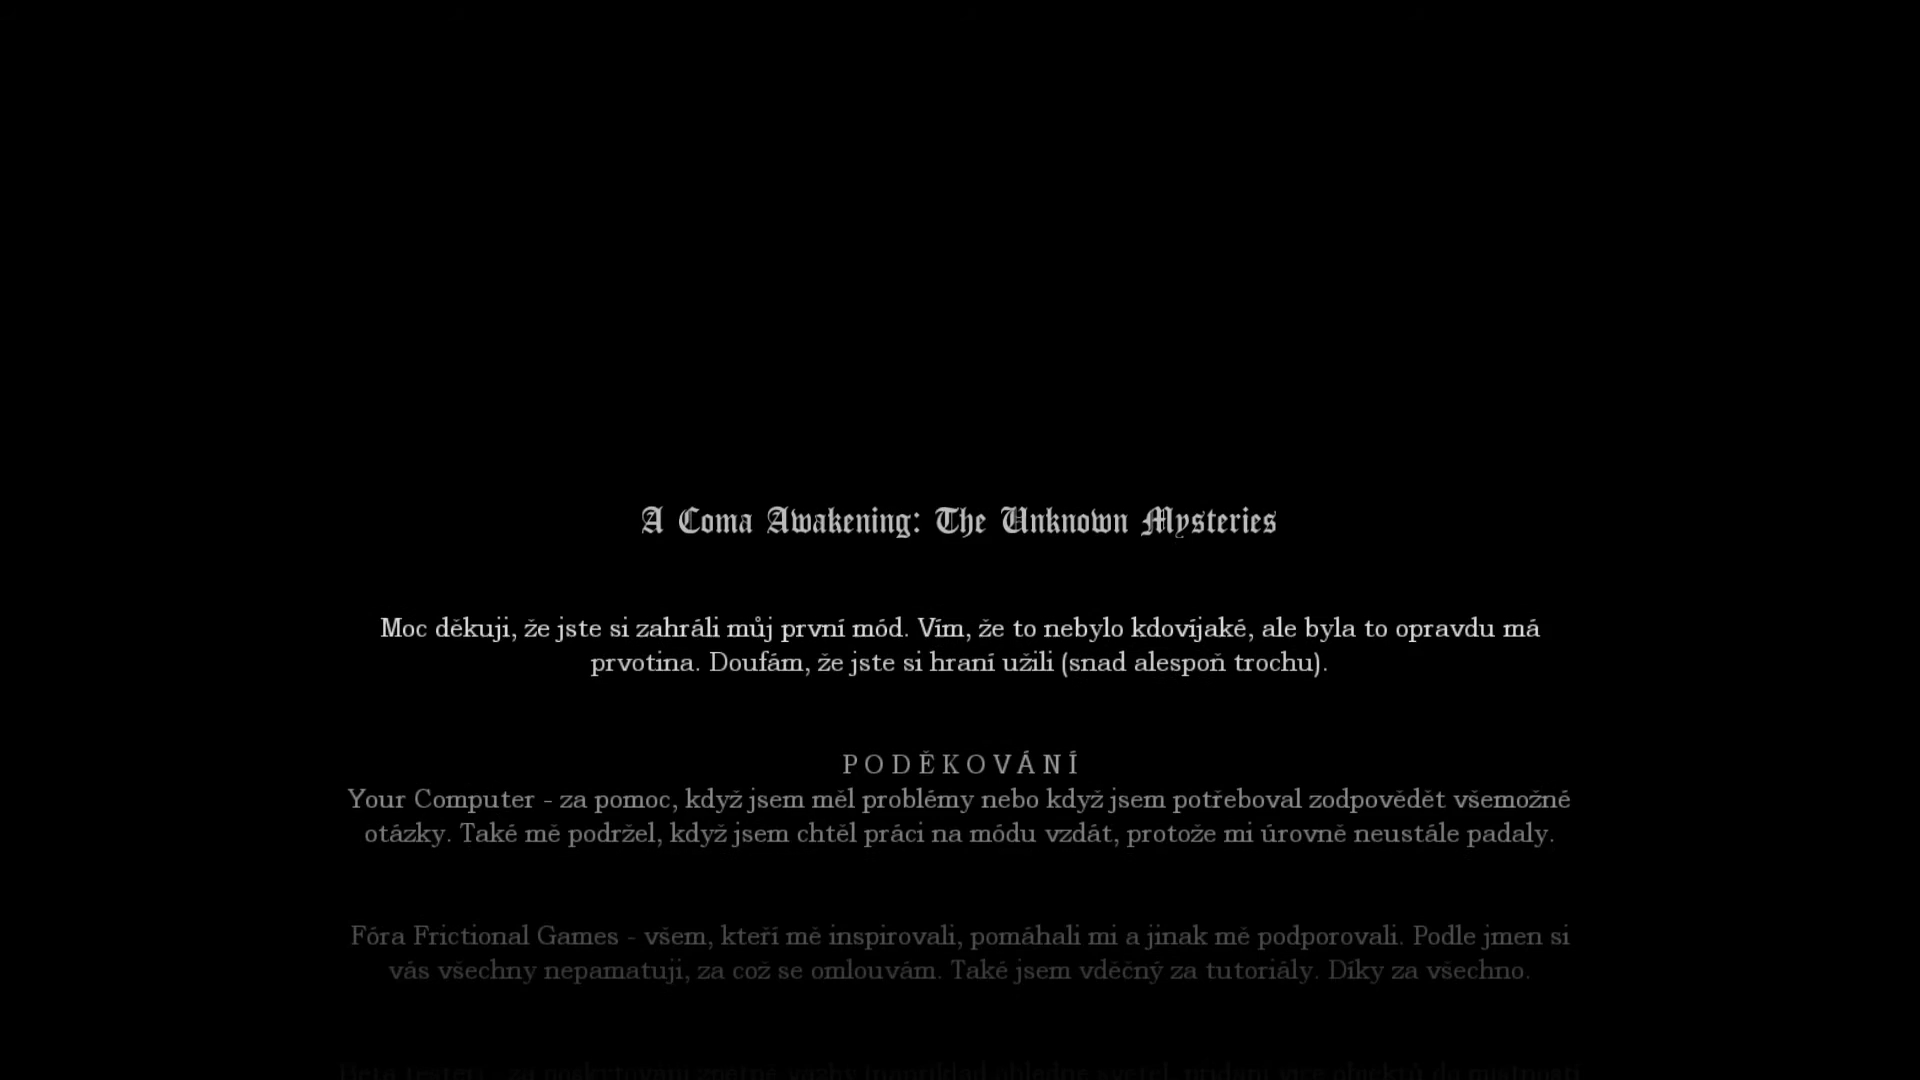 A Coma Awakening: The Unknown Mysteries
Moc děkuji, že jste si zahráli můj první mód. Vím, že to nebylo kdovíjaké, ale byla to opravdu má
prvotina. Doufám, že jste si hraní užili (snad alespoň trochu).
PODĚKOVÁNÍ
Your Computer - za pomoc, když jsem měl problémy nebo když jsem potřeboval zodpovědět všemožné
otázky. Také mě podržel, když jsem chtěl práci na módu vzdát, protože mi úrovně neustále padaly.
Fóra Frictional Games - všem, kteří mě inspirovali, pomáhali mi a jinak mě podporovali. Podle jmen si
vás všechny nepamatuji, za což se omlouvám. Také jsem vděčný za tutoriály. Díky za všechno.